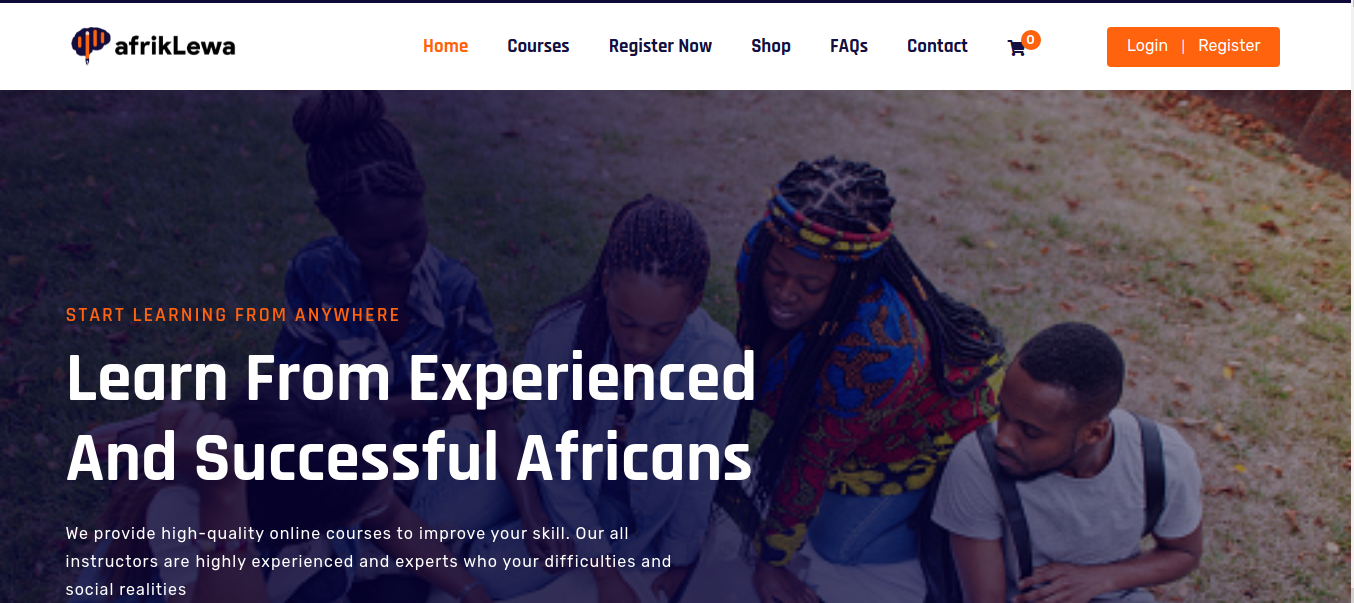 afrikLewa
Home Courses Register Now Shop FAQs Contact 0 Login | Register
START LEARNING FROM ANYWHERE
Learn From Experienced
And Successful Africans
We provide high-quality online courses to improve your skill. Our all
instructors are highly experienced and experts who your difficulties and
social realities